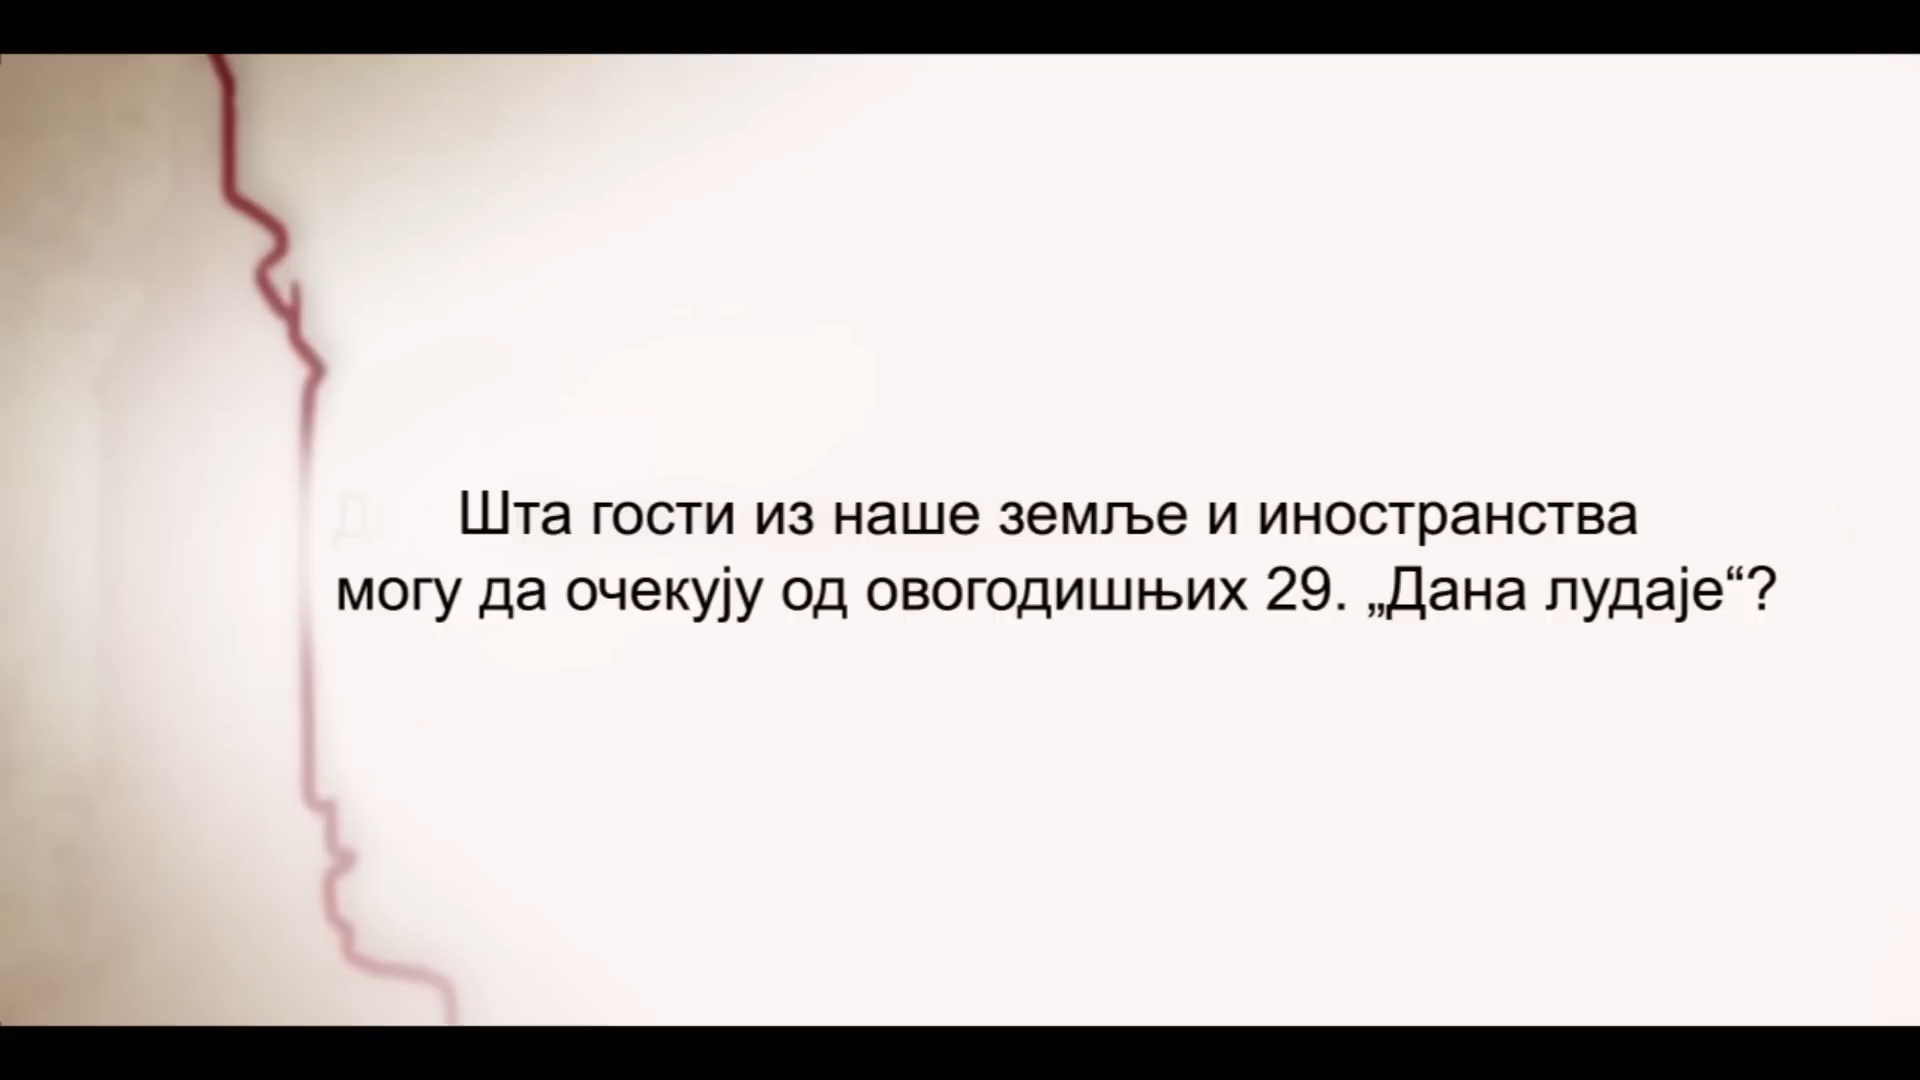 Шта гости из наше земље и иностранства
могу да очекују од овогодишњих 29. „Дана лудаје“?